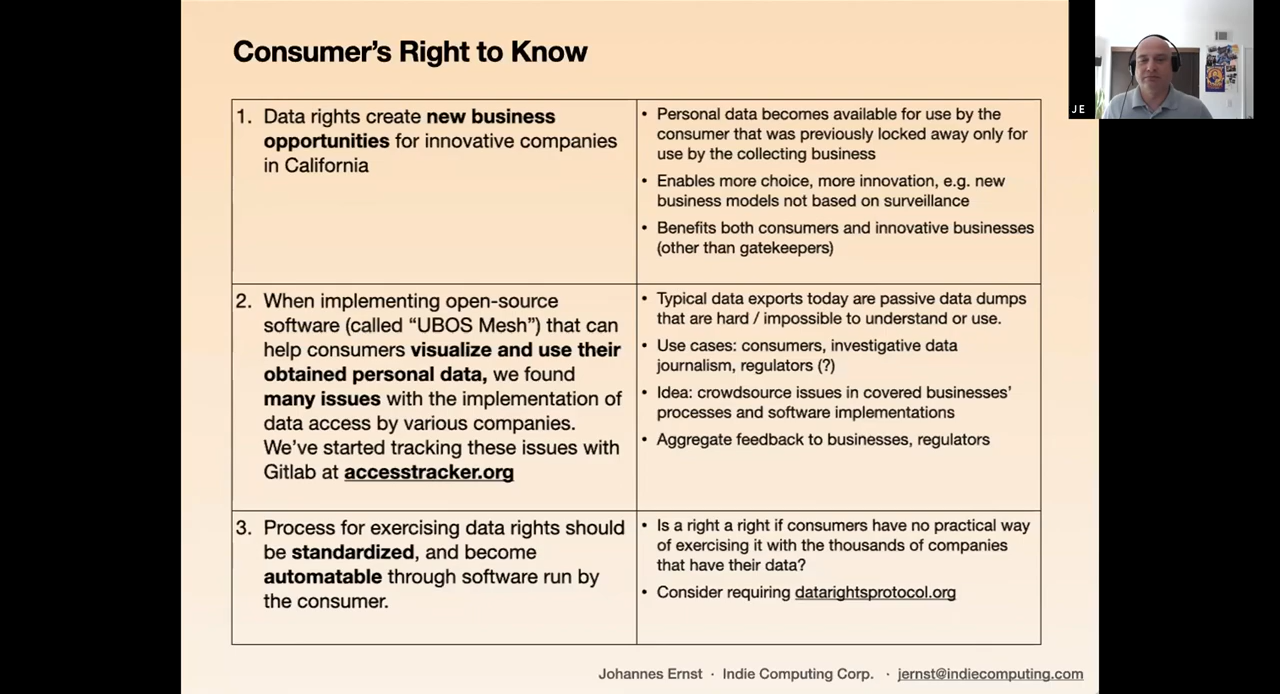 Consumer's Right to Know
1. Data rights create new business
opportunities for innovative companies
in California
• Personal data becomes available for use by the
consumer that was previously locked away only for
use by the collecting business
• Enables more choice, more innovation, e.g. new
business models not based on surveillance
• Benefits both consumers and innovative businesses
(other than gatekeepers)
2. When implementing open-source
software (called “UBOS Mesh”) that can
help consumers visualize and use their
obtained personal data, we found
many issues with the implementation of
data access by various companies.
We’ve started tracking these issues with
Gitlab at accesstracker.org
• Typical data exports today are passive data dumps
that are hard / impossible to understand or use.
• Use cases: consumers, investigative data
journalism, regulators (?)
• Idea: crowdsource issues in covered businesses’
processes and software implementations
• Aggregate feedback to businesses, regulators
3. Process for exercising data rights should
be standardized, and become
automatable through software run by
the consumer.
• Is a right a right if consumers have no practical way
of exercising it with the thousands of companies
that have their data?
• Consider requiring datarightsprotocol.org
Johannes Ernst · Indie Computing Corp. · jernst@indiecomputing.com
JE